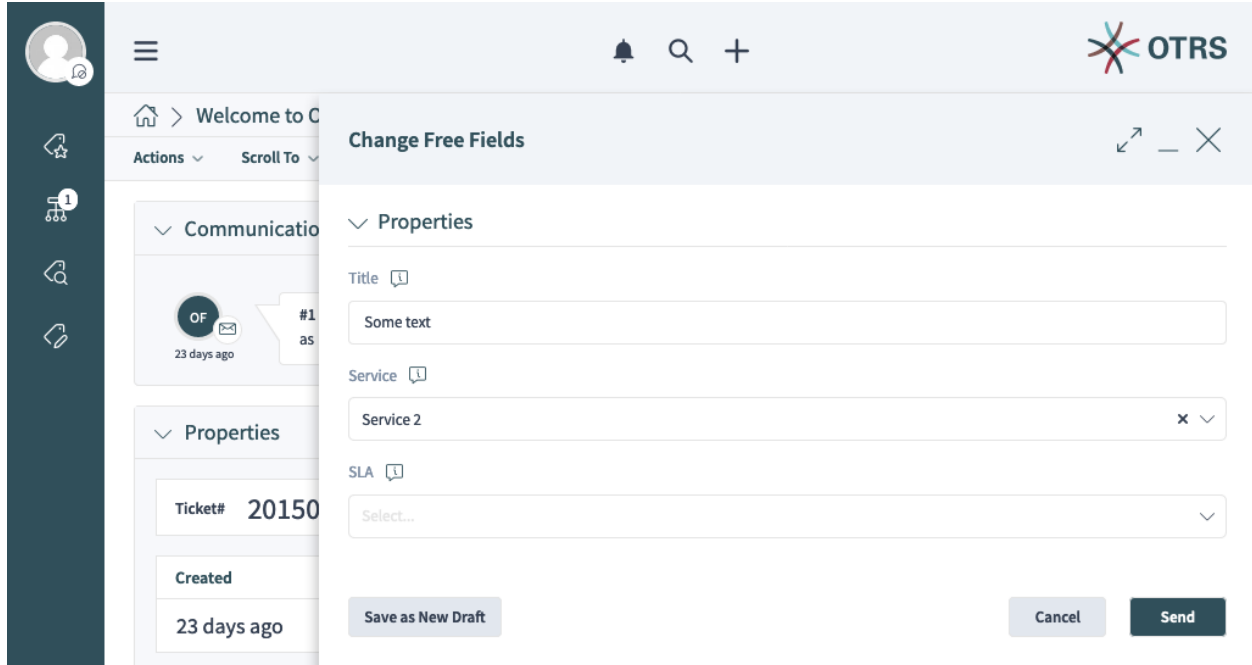 OTRS
Welcome to O
Actions
Scroll To
1
Communicatio
OF
23 days ago
#1
as
Properties
Ticket# 20150
Created
23 days ago
Change Free Fields
Properties
Title
Some text
Service
Service 2
SLA
Select...
Save as New Draft
Cancel
Send